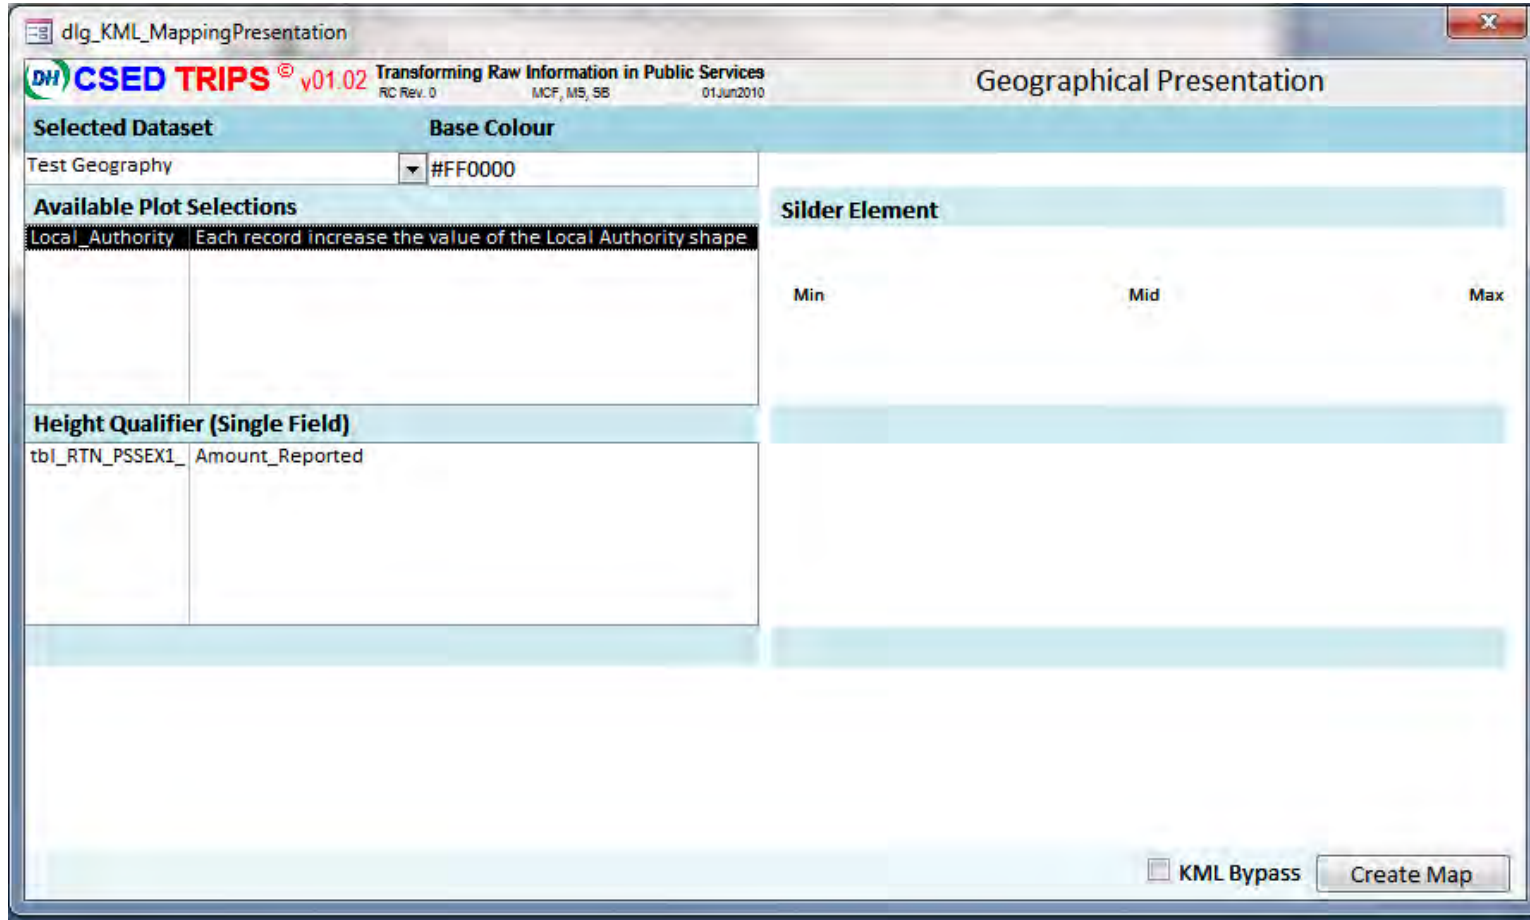 dlg_KML_MappingPresentation
DH CSED TRIPS © v01.02 Transforming Raw Information in Public Services
RC Rev. 0 MCF, MS, SB 01Jun2010
Geographical Presentation
Selected Dataset Base Colour
Test Geography #FF0000
Available Plot Selections
Local_Authority Each record increase the value of the Local Authority shape
Silder Element
Min Mid Max
Height Qualifier (Single Field)
tbl_RTN_PSSEX1_ Amount_Reported
KML Bypass Create Map